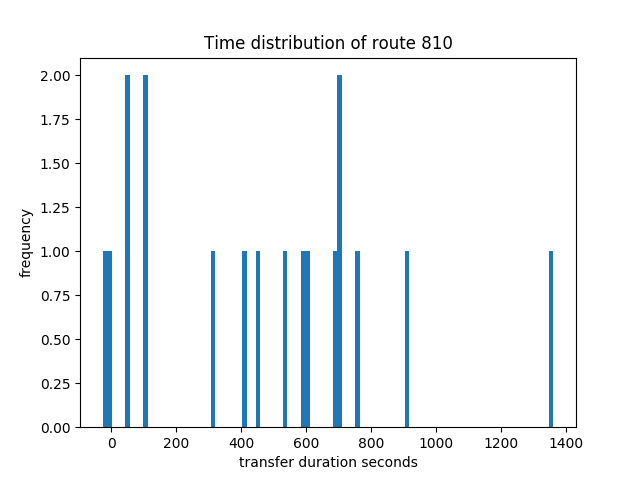 Time distribution of route 810
2.00
1.75
1.50
1.25
1.00
0.75
0.50
0.25
0.00
frequency
0 200 400 600 800 1000 1200 1400
transfer duration seconds